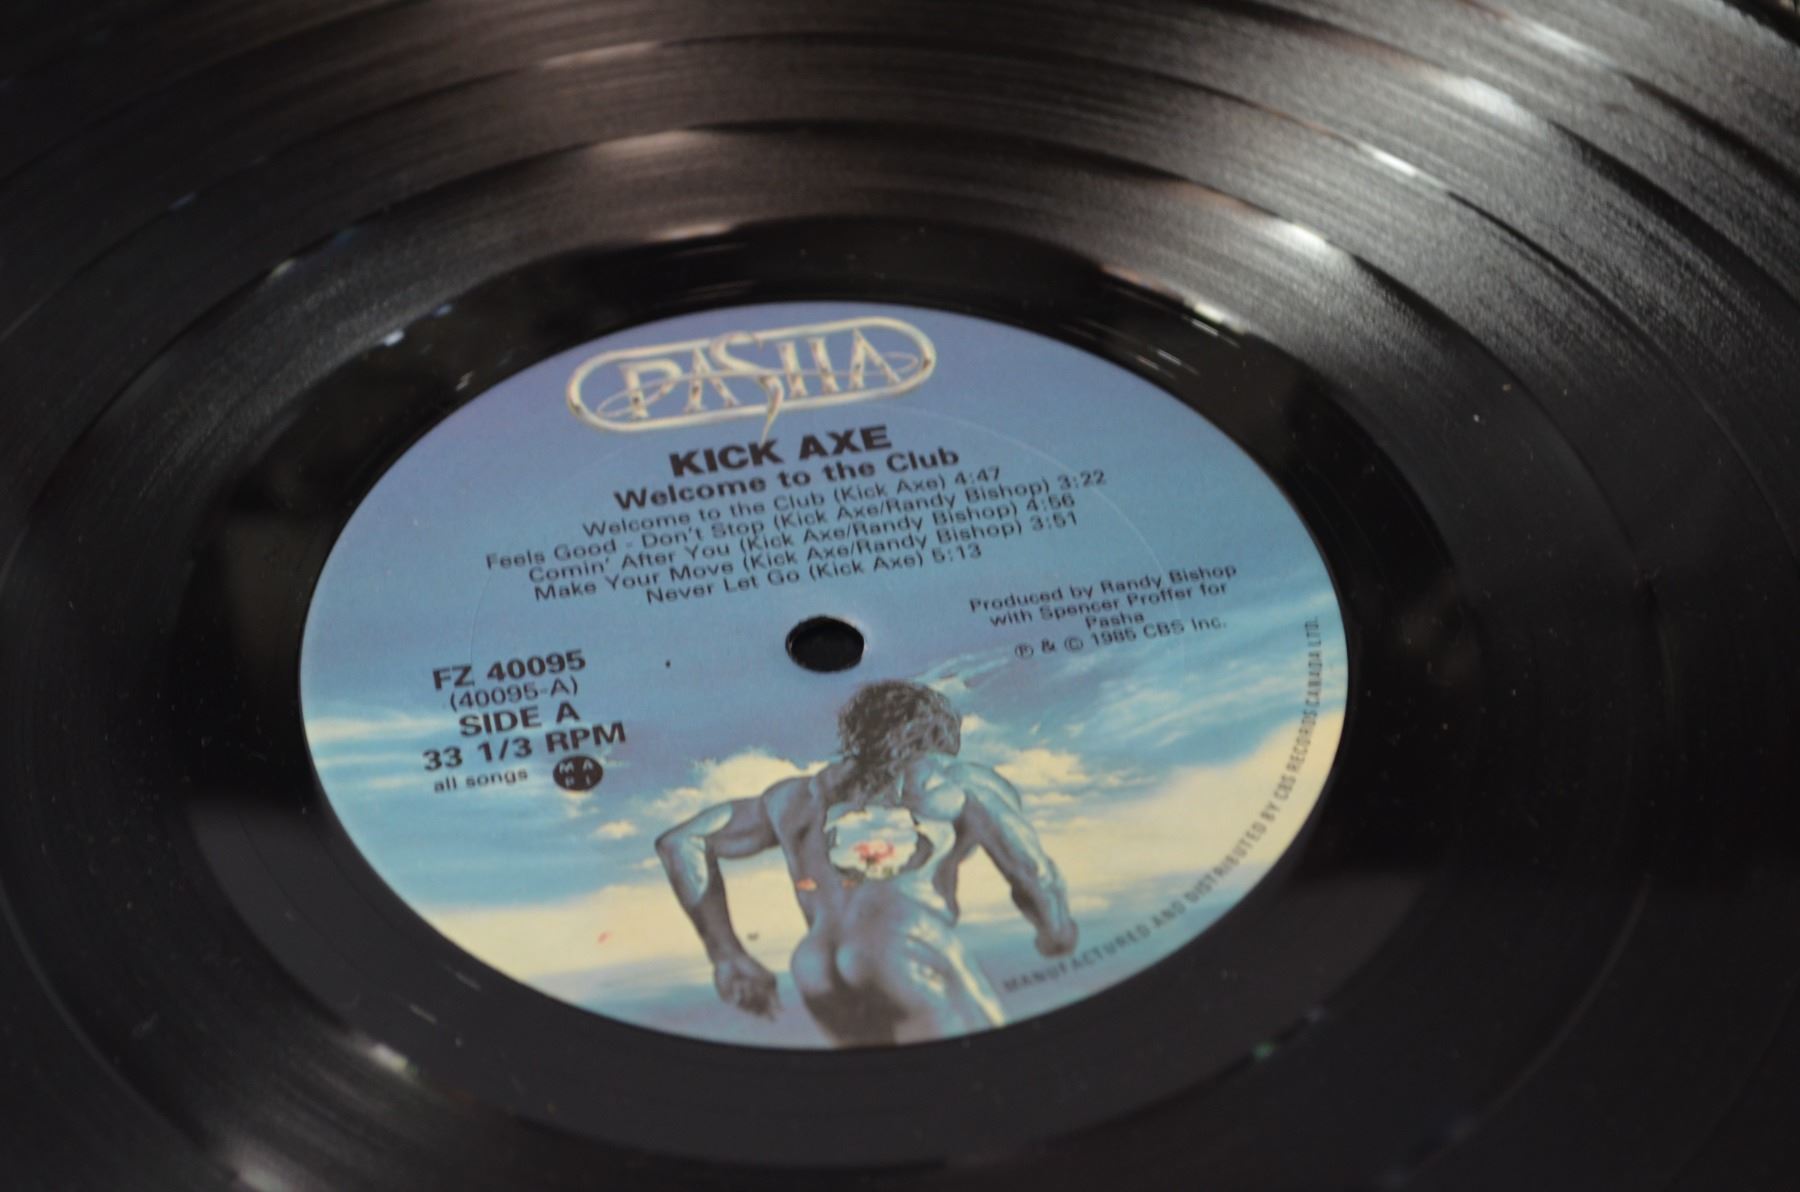 PASHA
KICK AXE
Welcome to the Club
Welcome to the Club (Kick Axe) 4:47
Feels Good - Don't Stop (Kick Axe/Randy Bishop) 3:22
Comin' After You (Kick Axe/Randy Bishop) 4:56
Make Your Move (Kick Axe/Randy Bishop) 3:51
Never Let Go (Kick Axe) 5:13
Produced by Randy Bishop
with Spencer Proffer for
Pasha
℗ & © 1985 CBS Inc.
FZ 40095
(40095-A)
SIDE A
33 1/3 RPM
all songs
M A
P L
MANUFACTURED AND DISTRIBUTED BY CBS RECORDS CANADA LTD.